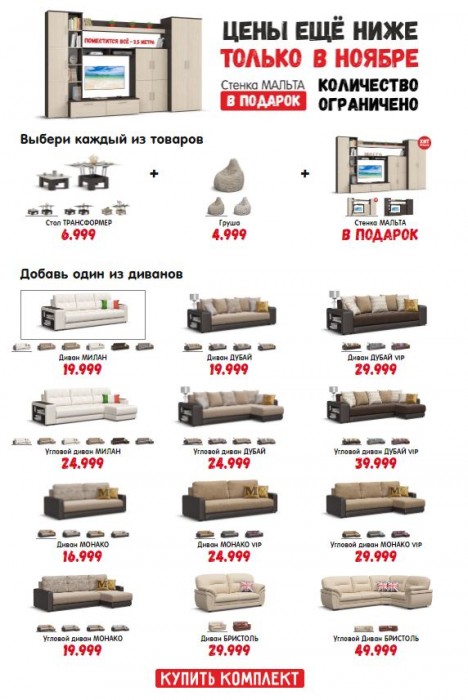 ПОМЕСТИТСЯ ВСЁ - 3,5 МЕТРА
ЦЕНЫ ЕЩЁ НИЖЕ
ТОЛЬКО В НОЯБРЕ
Стенка МАЛЬТА
В ПОДАРОК
КОЛИЧЕСТВО
ОГРАНИЧЕНО
Выбери каждый из товаров
+
+
ХИТ
Стол ТРАНСФОРМЕР
6.999
Груша
4.999
Стенка МАЛЬТА
В ПОДАРОК
Добавь один из диванов
Диван МИЛАН
19.999
Диван ДУБАЙ
19.999
Диван ДУБАЙ VIP
29.999
Угловой диван МИЛАН
24.999
Угловой диван ДУБАЙ
24.999
Угловой диван ДУБАЙ VIP
39.999
Диван МОНАКО
16.999
Диван МОНАКО VIP
24.999
Угловой диван МОНАКО VIP
29.999
Угловой диван МОНАКО
19.999
Диван БРИСТОЛЬ
29.999
Угловой Диван БРИСТОЛЬ
49.999
КУПИТЬ КОМПЛЕКТ